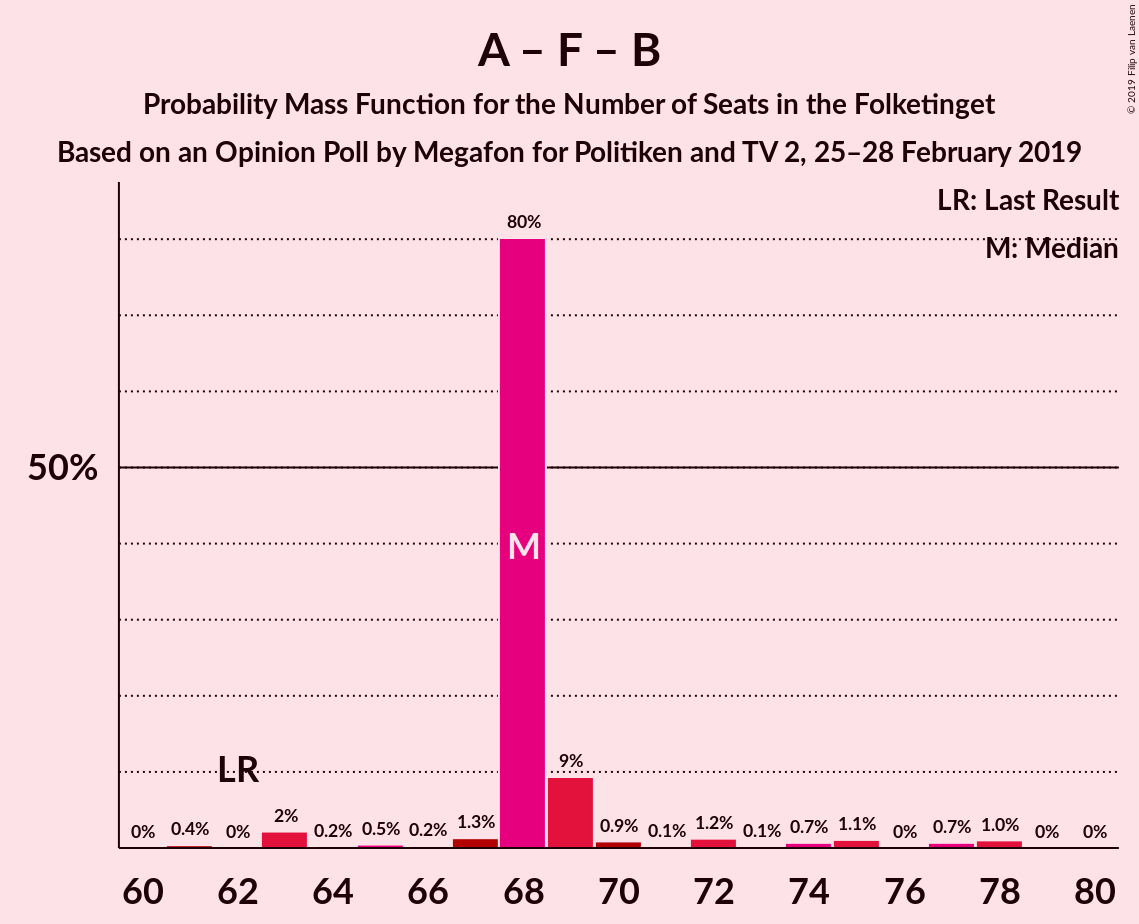 A – F – B
Probability Mass Function for the Number of Seats in the Folketinget
Based on an Opinion Poll by Megafon for Politiken and TV 2, 25–28 February 2019
© 2019 Filip van Laenen
LR: Last Result
M: Median
50%
LR
M
0% 0.4% 0% 2% 0.2% 0.5% 0.2% 1.3% 80% 9% 0.9% 0.1% 1.2% 0.1% 0.7% 1.1% 0% 0.7% 1.0% 0% 0%
60 62 64 66 68 70 72 74 76 78 80